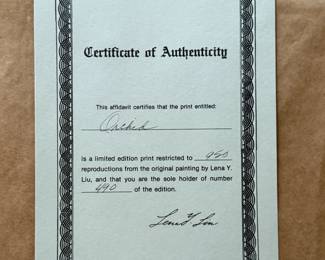 Certificate of Authenticity
This affidavit certifies that the print entitled:
Orchid
Is a limited edition print restricted to 950
reproductions from the original painting by Lena Y.
Liu, and that you are the sole holder of number
490 of the edition.
Lena Y. Liu